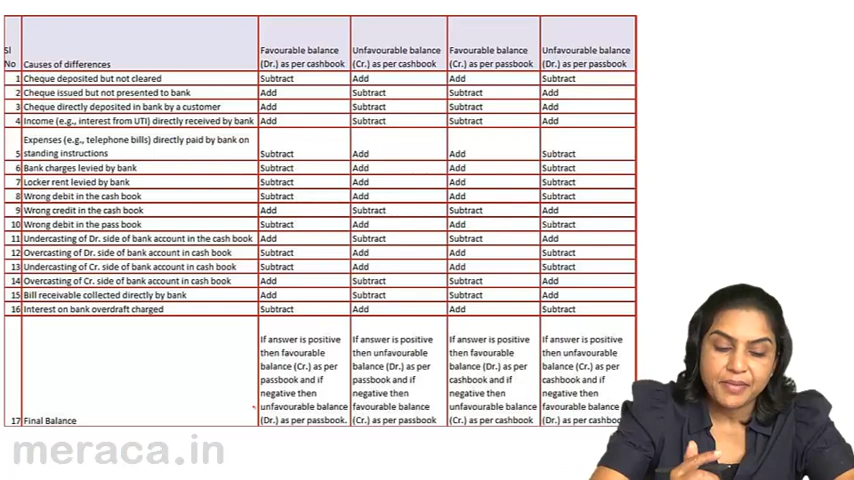 Sl No | Causes of differences | Favourable balance (Dr.) as per cashbook | Unfavourable balance (Cr.) as per cashbook | Favourable balance (Cr.) as per passbook | Unfavourable balance (Dr.) as per passbook
1 | Cheque deposited but not cleared | Subtract | Add | Add | Subtract
2 | Cheque issued but not presented to bank | Add | Subtract | Subtract | Add
3 | Cheque directly deposited in bank by a customer | Add | Subtract | Subtract | Add
4 | Income (e.g., interest from UTI) directly received by bank | Add | Subtract | Subtract | Add
5 | Expenses (e.g., telephone bills) directly paid by bank on standing instructions | Subtract | Add | Add | Subtract
6 | Bank charges levied by bank | Subtract | Add | Add | Subtract
7 | Locker rent levied by bank | Subtract | Add | Add | Subtract
8 | Wrong debit in the cash book | Subtract | Add | Add | Subtract
9 | Wrong credit in the cash book | Add | Subtract | Subtract | Add
10 | Wrong debit in the pass book | Subtract | Add | Add | Subtract
11 | Undercasting of Dr. side of bank account in the cash book | Add | Subtract | Subtract | Add
12 | Overcasting of Dr. side of bank account in cash book | Subtract | Add | Add | Subtract
13 | Undercasting of Cr. side of bank account in cash book | Subtract | Add | Add | Subtract
14 | Overcasting of Cr. side of bank account in cash book | Add | Subtract | Subtract | Add
15 | Bill receivable collected directly by bank | Add | Subtract | Subtract | Add
16 | Interest on bank overdraft charged | Subtract | Add | Add | Subtract
17 | Final Balance | If answer is positive then favourable balance (Cr.) as per passbook and if negative then unfavourable balance (Dr.) as per passbook. | If answer is positive then unfavourable balance (Dr.) as per passbook and if negative then favourable balance (Cr.) as per passbook | If answer is positive then favourable balance (Dr.) as per cashbook and if negative then unfavourable balance (Cr.) as per cashbook | If answer is positive then unfavourable balance (Cr.) as per cashbook and if negative then favourable balance (Dr.) as per
meraca.in